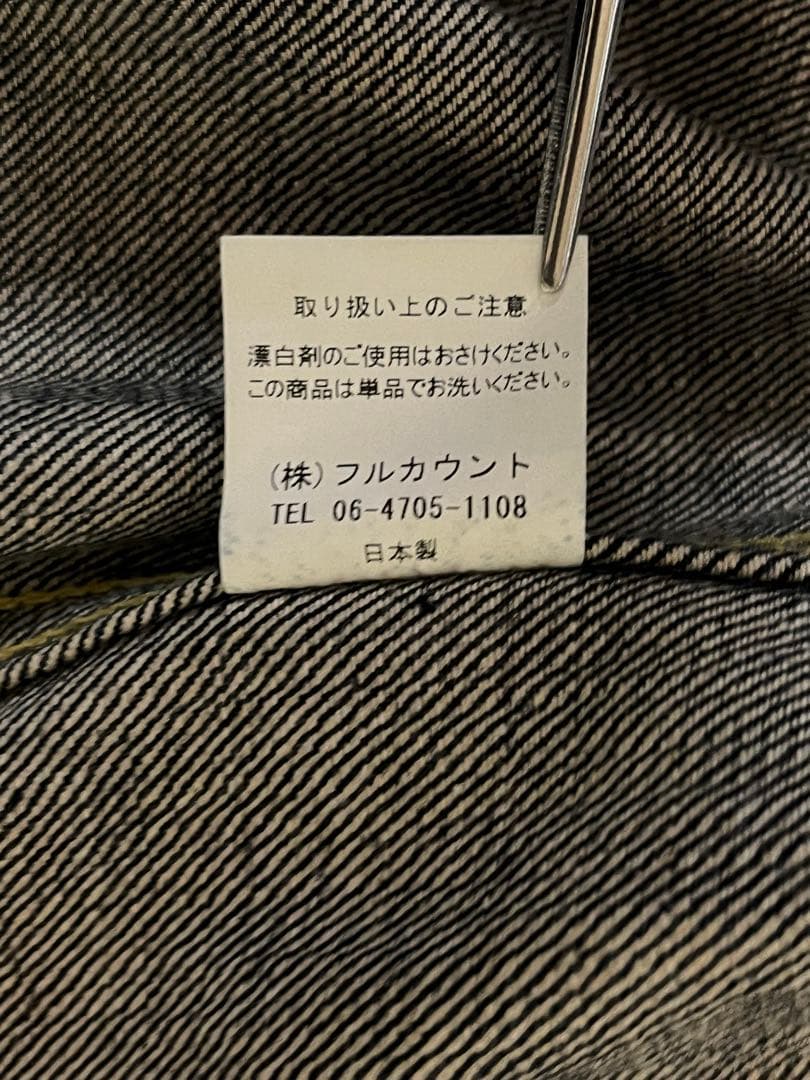 取り扱い上のご注意
漂白剤のご使用はおさけください。
この商品は単品でお洗いください。
(株)フルカウント
TEL 06-4705-1108
日本製